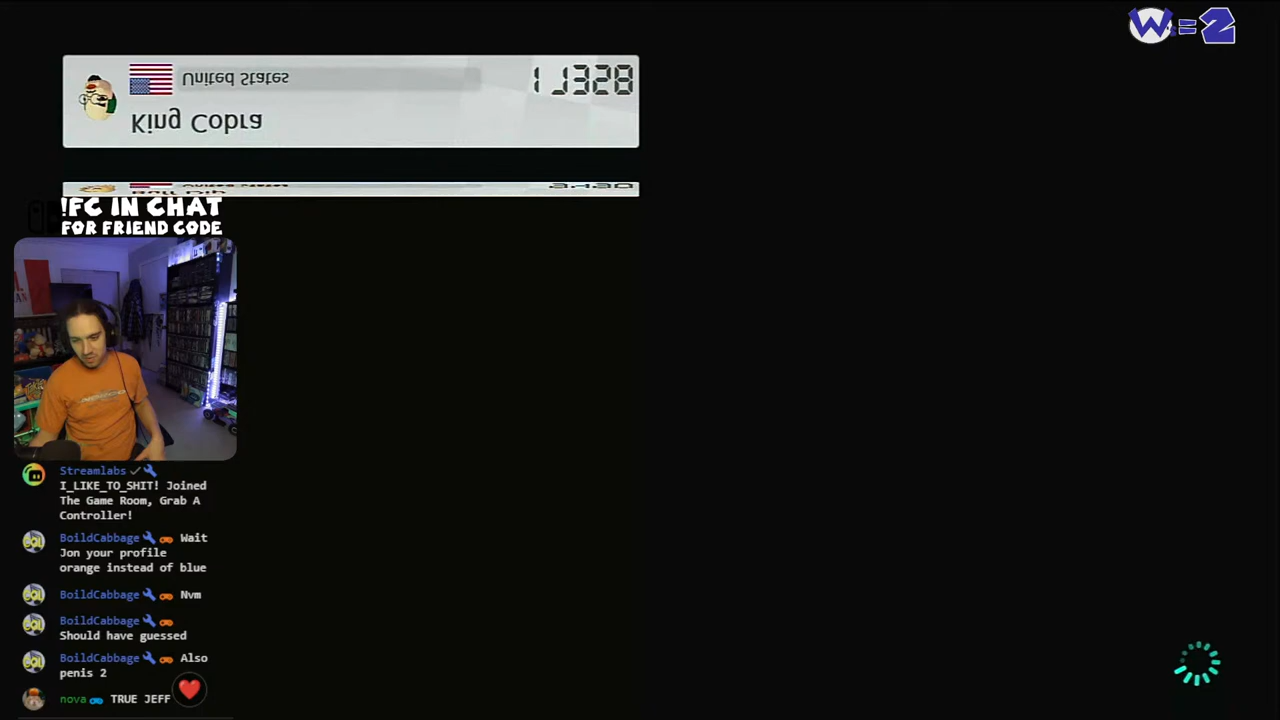 W=2
United States
17358
King Cobra
!FC IN CHAT
FOR FRIEND CODE
Streamlabs
I_LIKE_TO_SHIT! Joined
The Game Room, Grab A
Controller!
BoildCabbage Wait
Jon your profile
orange instead of blue
BoildCabbage Nvm
BoildCabbage
Should have guessed
BoildCabbage Also
penis 2
nova TRUE JEFF